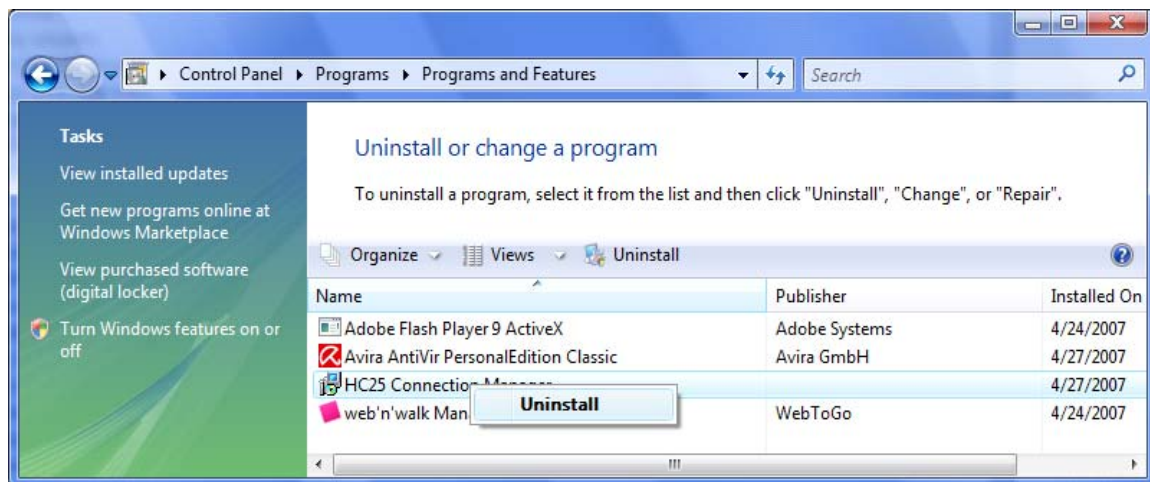 Control Panel ▸ Programs ▸ Programs and Features
Search
Tasks
View installed updates
Get new programs online at
Windows Marketplace
View purchased software
(digital locker)
Turn Windows features on or
off
Uninstall or change a program
To uninstall a program, select it from the list and then click "Uninstall", "Change", or "Repair".
Organize Views Uninstall
Name Publisher Installed On
Adobe Flash Player 9 ActiveX Adobe Systems 4/24/2007
Avira AntiVir PersonalEdition Classic Avira GmbH 4/27/2007
HC25 Connection Manager 4/27/2007
Uninstall
web'n'walk Man WebToGo 4/24/2007